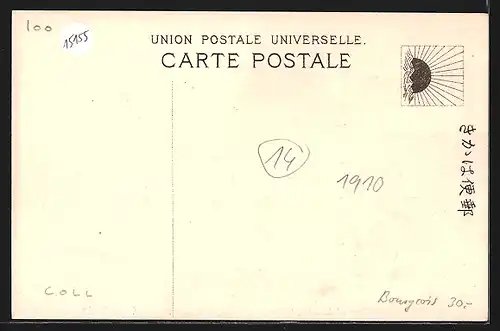 100
15155
UNION POSTALE UNIVERSELLE.
CARTE POSTALE
きかは便郵
14
1910
COLL
Bourgeois 30.-